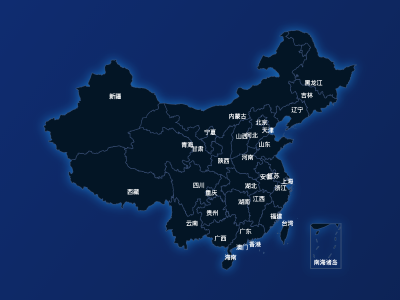 黑龙江
吉林
新疆
辽宁
内蒙古
北京
天津
宁夏
山西
河北
青海
甘肃
山东
陕西
河南
安徽
江苏
上海
西藏
四川
重庆
湖北
浙江
湖南
江西
贵州
福建
云南
台湾
广西
广东
澳门
香港
海南
南海诸岛